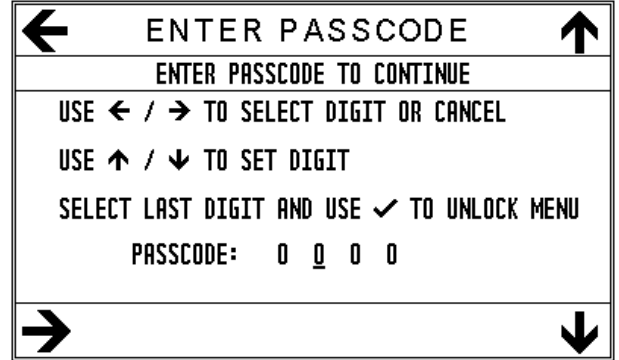 ENTER PASSCODE
ENTER PASSCODE TO CONTINUE
USE ← / → TO SELECT DIGIT OR CANCEL
USE ↑ / ↓ TO SET DIGIT
SELECT LAST DIGIT AND USE ✓ TO UNLOCK MENU
PASSCODE: 0 0 0 0